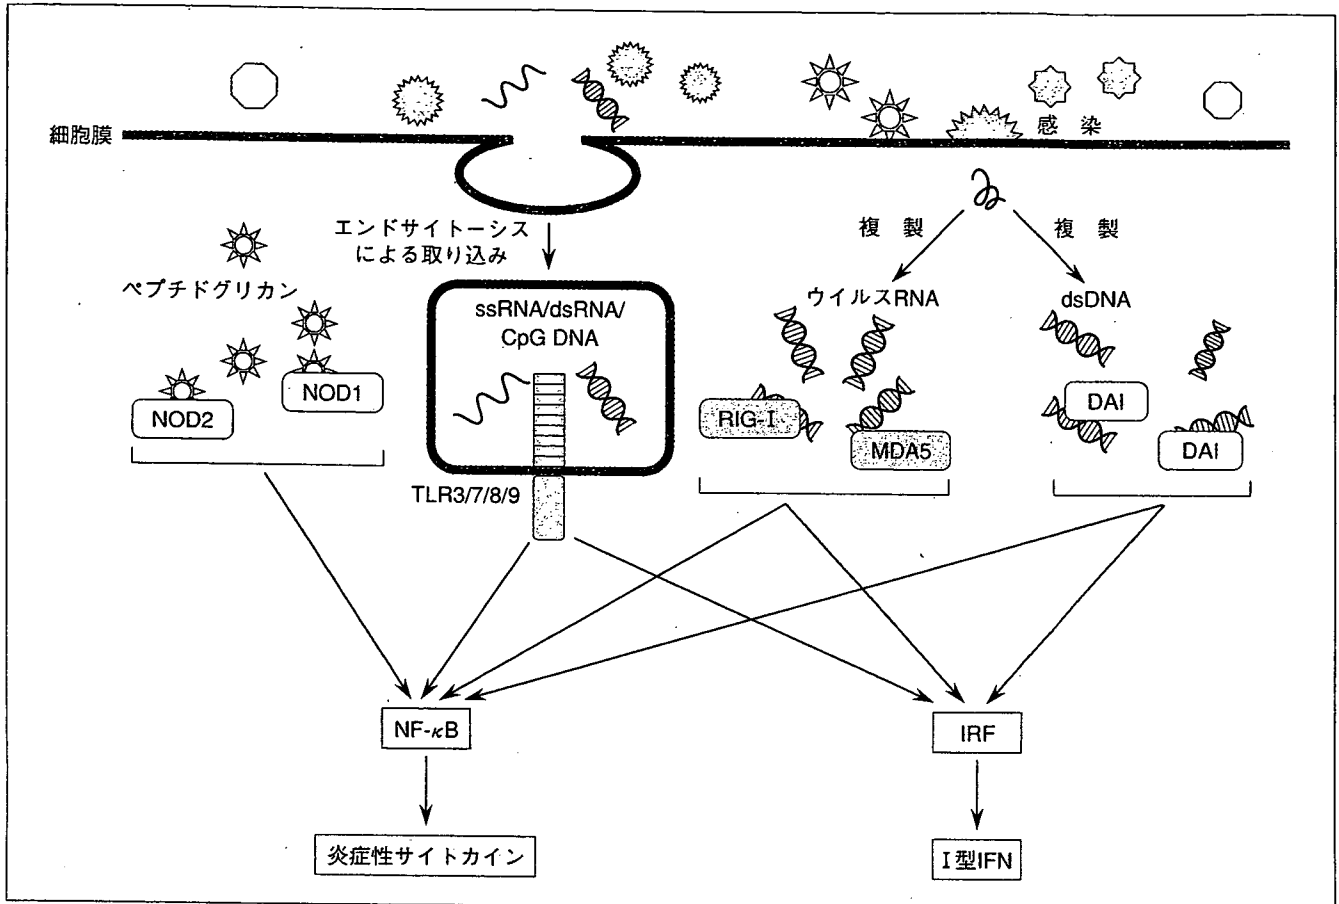 細胞膜
感 染
エンドサイトーシス
による取り込み
複 製
複 製
ペプチドグリカン
ssRNA/dsRNA/
CpG DNA
ウイルスRNA
dsDNA
NOD1
NOD2
RIG-I
MDA5
DAI
DAI
TLR3/7/8/9
NF-κB
IRF
炎症性サイトカイン
I型IFN